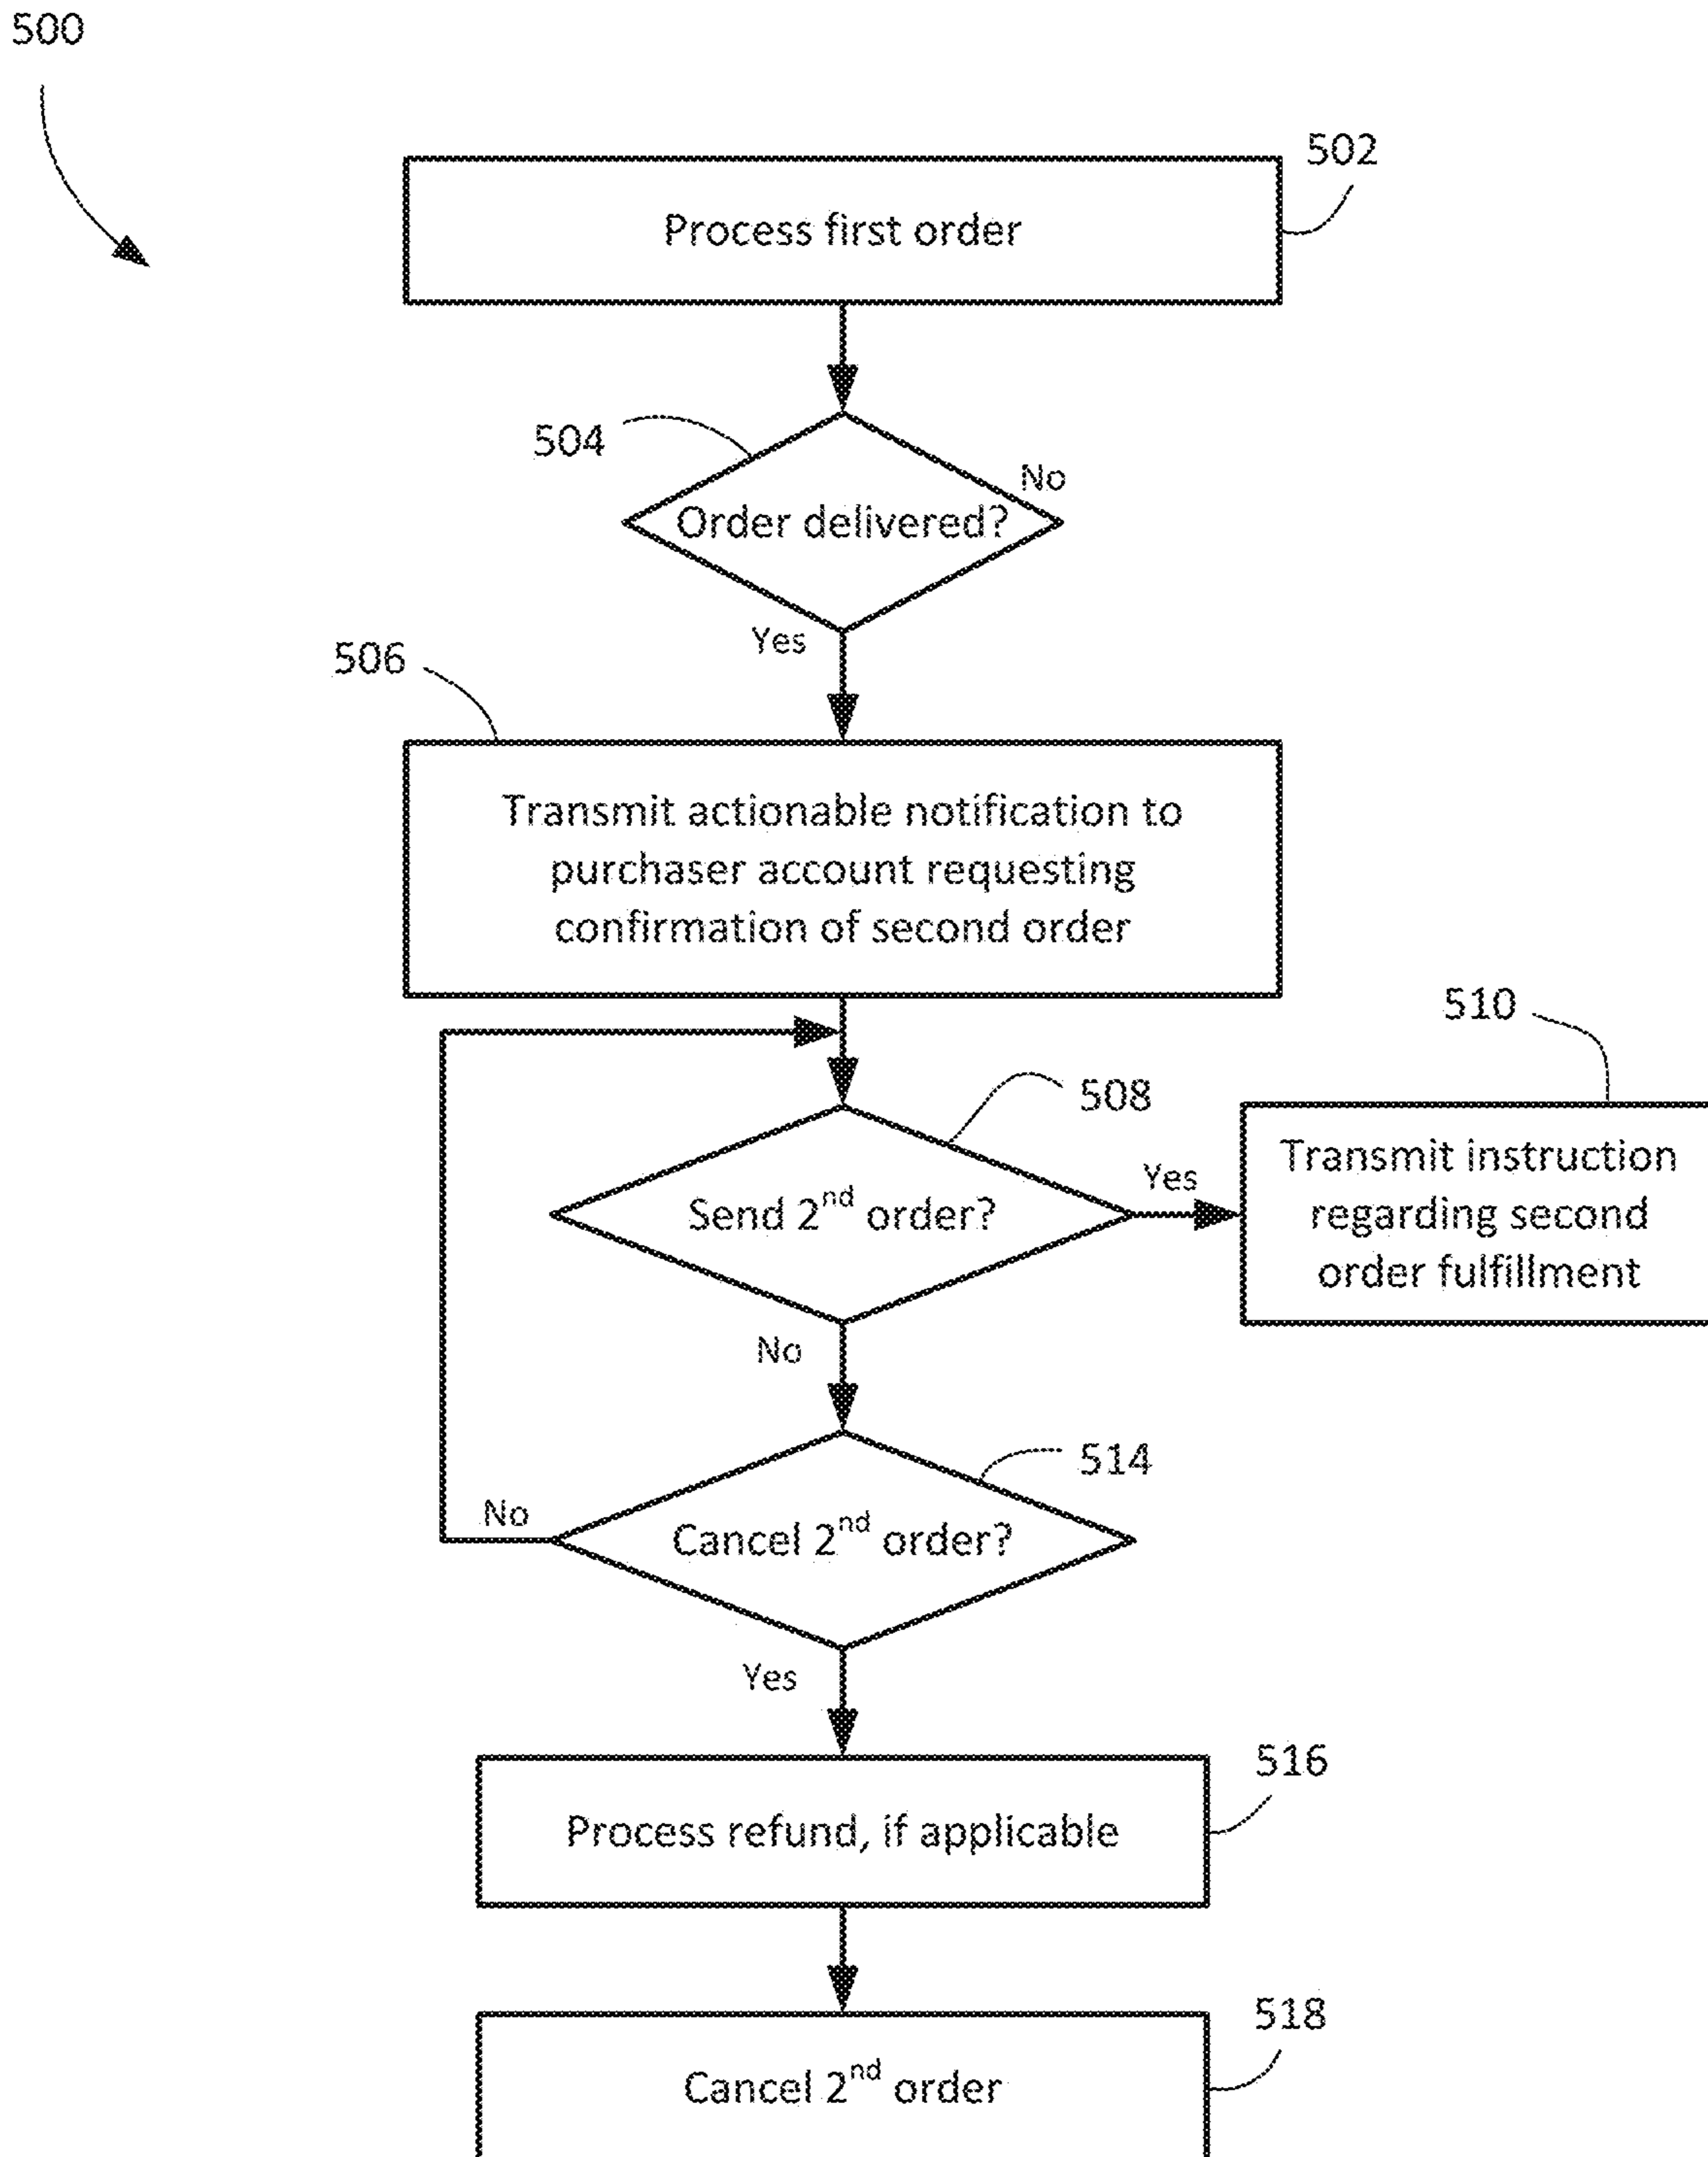 500
502
Process first order
504
No
Order delivered?
Yes
506
Transmit actionable notification to
purchaser account requesting
confirmation of second order
510
508
Transmit instruction
regarding second
order fulfillment
Yes
Send 2nd order?
No
514
No
Cancel 2nd order?
Yes
516
Process refund, if applicable
518
Cancel 2nd order